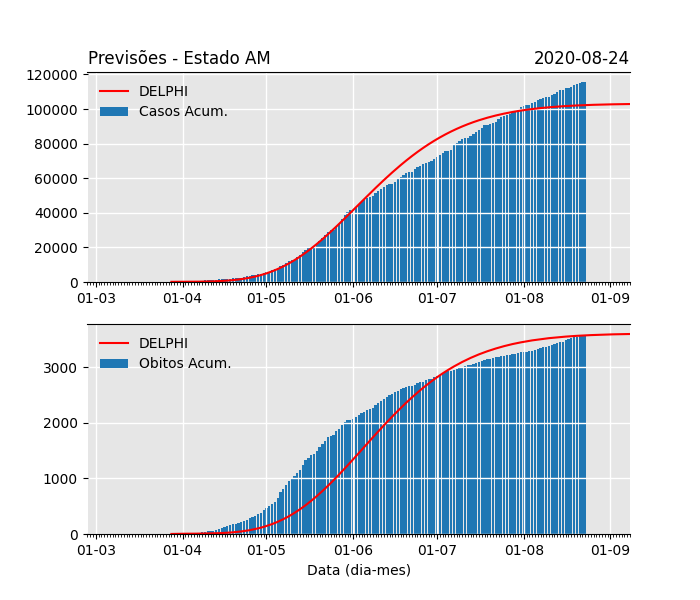 Previsões - Estado AM 2020-08-24
120000
100000
80000
60000
40000
20000
0
DELPHI
Casos Acum.
01-03 01-04 01-05 01-06 01-07 01-08 01-09
3000
2000
1000
0
DELPHI
Obitos Acum.
01-03 01-04 01-05 01-06 01-07 01-08 01-09
Data (dia-mes)